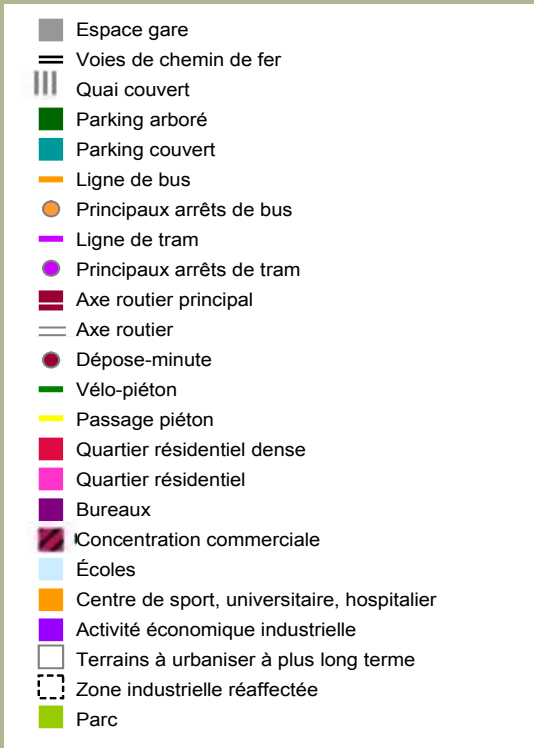 Espace gare
Voies de chemin de fer
Quai couvert
Parking arboré
Parking couvert
Ligne de bus
Principaux arrêts de bus
Ligne de tram
Principaux arrêts de tram
Axe routier principal
Axe routier
Dépose-minute
Vélo-piéton
Passage piéton
Quartier résidentiel dense
Quartier résidentiel
Bureaux
Concentration commerciale
Écoles
Centre de sport, universitaire, hospitalier
Activité économique industrielle
Terrains à urbaniser à plus long terme
Zone industrielle réaffectée
Parc